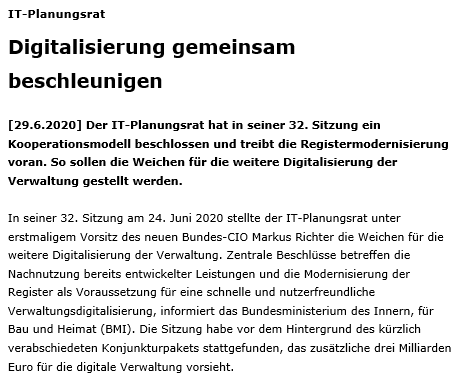 IT-Planungsrat
Digitalisierung gemeinsam
beschleunigen
[29.6.2020] Der IT-Planungsrat hat in seiner 32. Sitzung ein
Kooperationsmodell beschlossen und treibt die Registermodernisierung
voran. So sollen die Weichen für die weitere Digitalisierung der
Verwaltung gestellt werden.
In seiner 32. Sitzung am 24. Juni 2020 stellte der IT-Planungsrat unter
erstmaligem Vorsitz des neuen Bundes-CIO Markus Richter die Weichen für die
weitere Digitalisierung der Verwaltung. Zentrale Beschlüsse betreffen die
Nachnutzung bereits entwickelter Leistungen und die Modernisierung der
Register als Voraussetzung für eine schnelle und nutzerfreundliche
Verwaltungsdigitalisierung, informiert das Bundesministerium des Innern, für
Bau und Heimat (BMI). Die Sitzung habe vor dem Hintergrund des kürzlich
verabschiedeten Konjunkturpakets stattgefunden, das zusätzliche drei Milliarden
Euro für die digitale Verwaltung vorsieht.